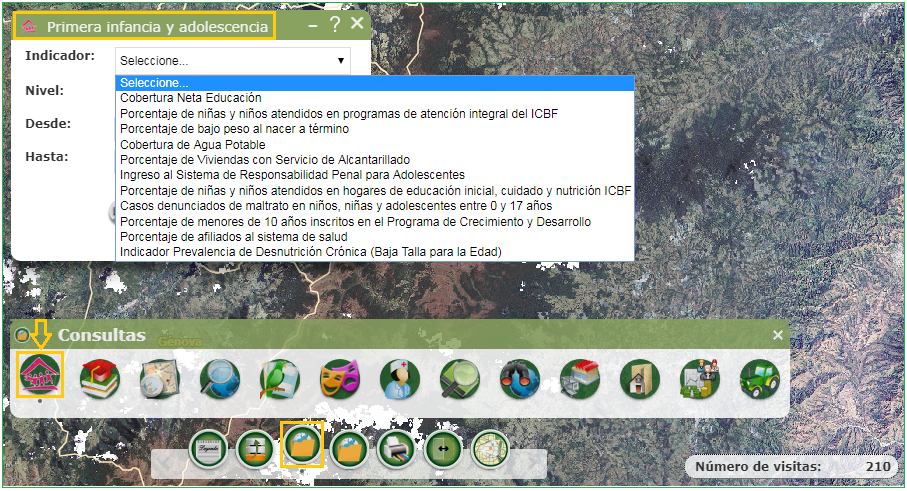 Primera infancia y adolescencia
– ? ×
Indicador:
Seleccione...
Nivel:
Desde:
Hasta:
Seleccione...
Cobertura Neta Educación
Porcentaje de niñas y niños atendidos en programas de atención integral del ICBF
Porcentaje de bajo peso al nacer a término
Cobertura de Agua Potable
Porcentaje de Viviendas con Servicio de Alcantarillado
Ingreso al Sistema de Responsabilidad Penal para Adolescentes
Porcentaje de niñas y niños atendidos en hogares de educación inicial, cuidado y nutrición ICBF
Casos denunciados de maltrato en niños, niñas y adolescentes entre 0 y 17 años
Porcentaje de menores de 10 años inscritos en el Programa de Crecimiento y Desarrollo
Porcentaje de afiliados al sistema de salud
Indicador Prevalencia de Desnutrición Crónica (Baja Talla para la Edad)
Consultas
Genova
Legenda
Número de visitas: 210